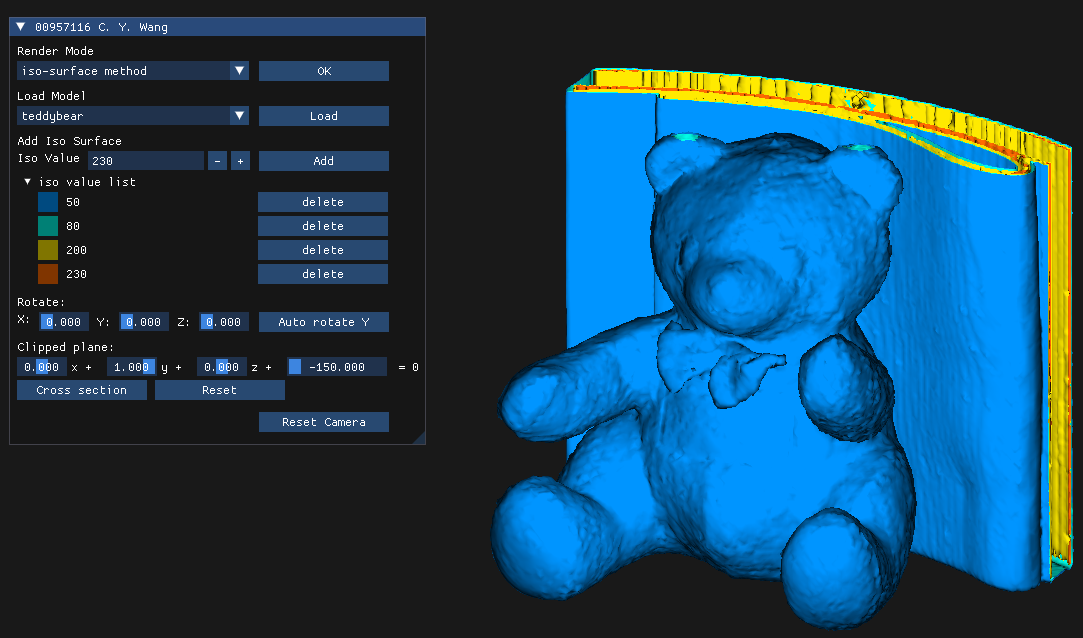 00957116 C. Y. Wang
Render Mode
iso-surface method OK
Load Model
teddybear Load
Add Iso Surface
Iso Value 230 - + Add
iso value list
50 delete
80 delete
200 delete
230 delete
Rotate:
X: 0.000 Y: 0.000 Z: 0.000 Auto rotate Y
Clipped plane:
0.000 x + 1.000 y + 0.000 z + -150.000 = 0
Cross section Reset
Reset Camera